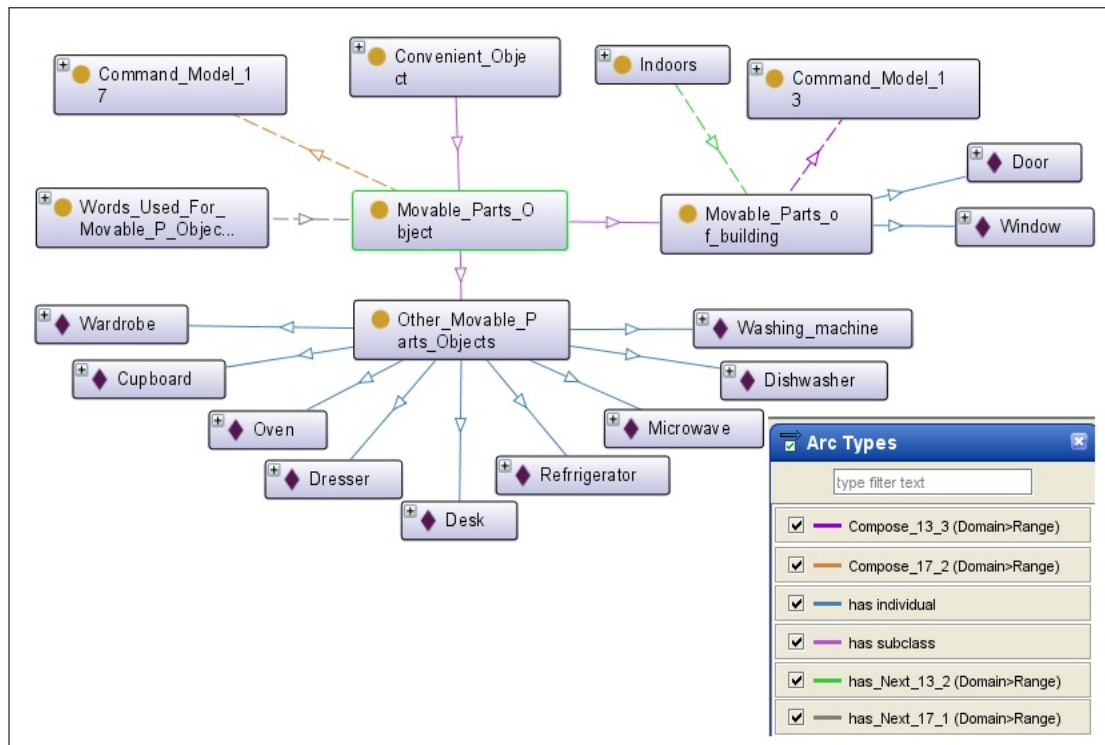 Command_Model_1
7
Convenient_Obje
ct
Indoors
Command_Model_1
3
Door
Words_Used_For_
Movable_P_Objec...
Movable_Parts_O
bject
Movable_Parts_o
f_building
Window
Wardrobe
Other_Movable_P
arts_Objects
Washing_machine
Cupboard
Dishwasher
Oven
Microwave
Dresser
Refrrigerator
Desk
Arc Types
type filter text
Compose_13_3 (Domain>Range)
Compose_17_2 (Domain>Range)
has individual
has subclass
has_Next_13_2 (Domain>Range)
has_Next_17_1 (Domain>Range)